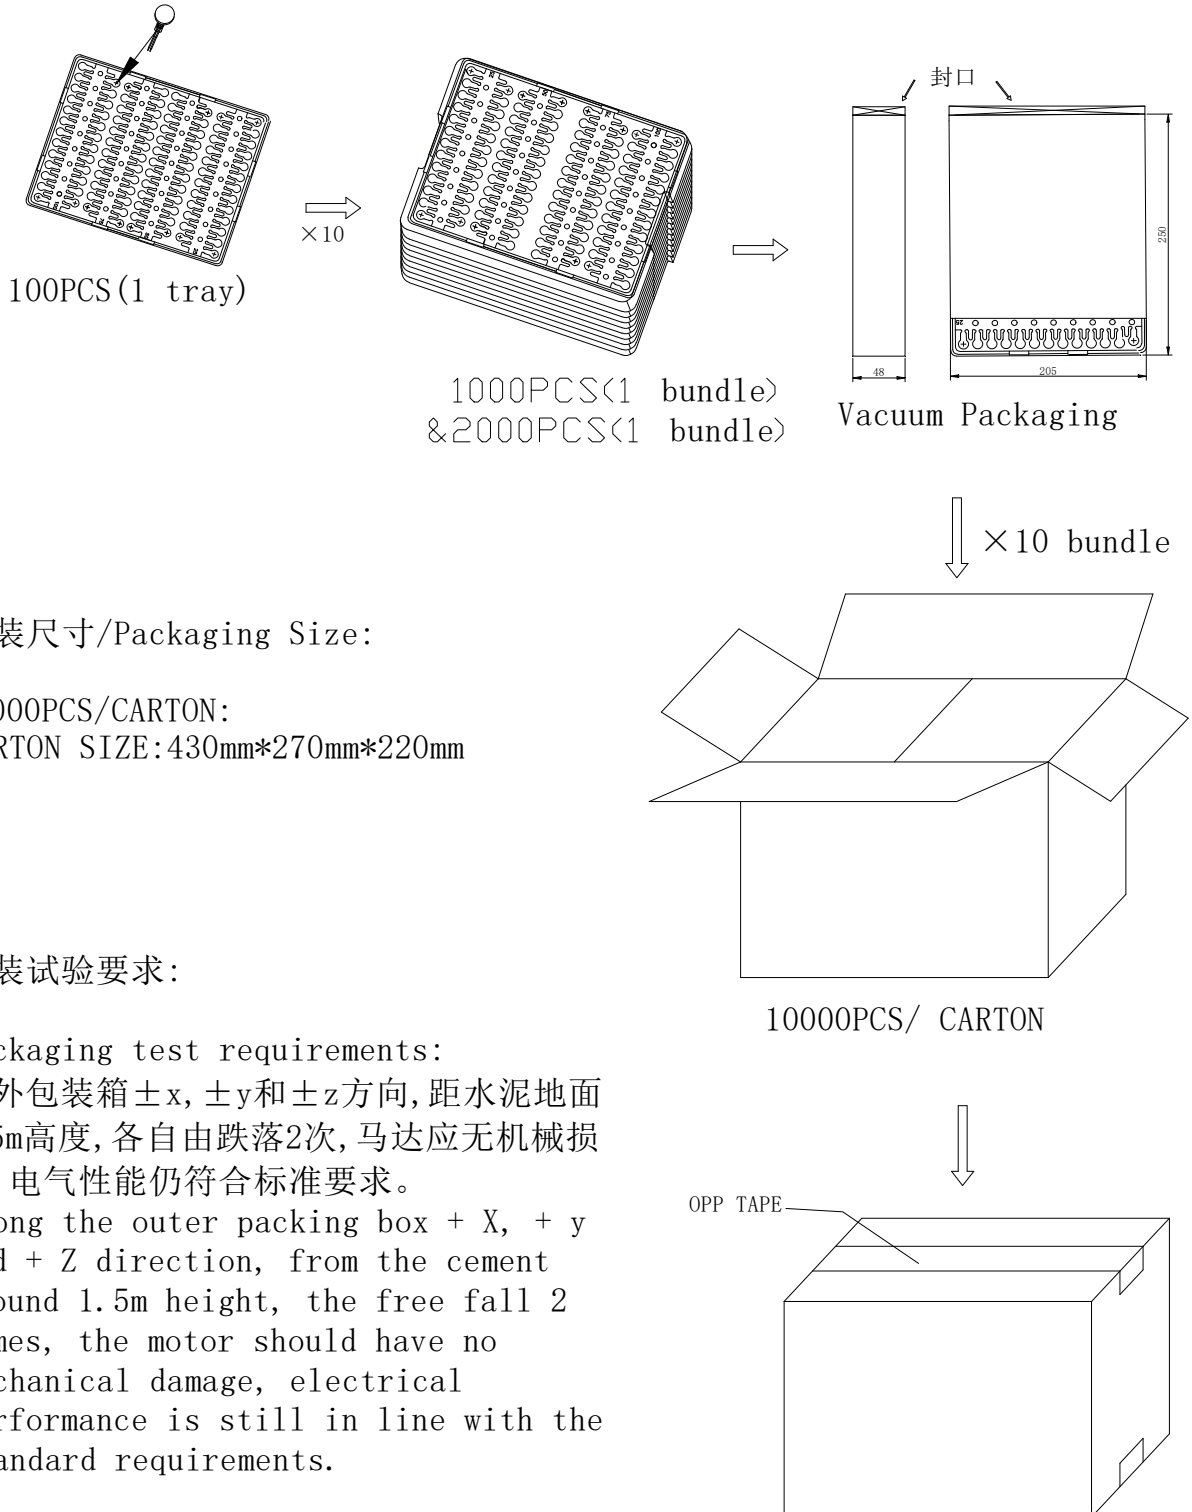 封口
×10
100PCS(1 tray)
250
25
48
205
1000PCS(1 bundle)
&2000PCS(1 bundle)
Vacuum Packaging
×10 bundle
装尺寸/Packaging Size:
000PCS/CARTON:
RTON SIZE:430mm*270mm*220mm
装试验要求:
10000PCS/ CARTON
ckaging test requirements:
外包装箱±x,±y和±z方向,距水泥地面
5m高度,各自由跌落2次,马达应无机械损
电气性能仍符合标准要求。
OPP TAPE
ong the outer packing box + X, + y
d + Z direction, from the cement
ound 1.5m height, the free fall 2
mes, the motor should have no
chanical damage, electrical
rformance is still in line with the
andard requirements.